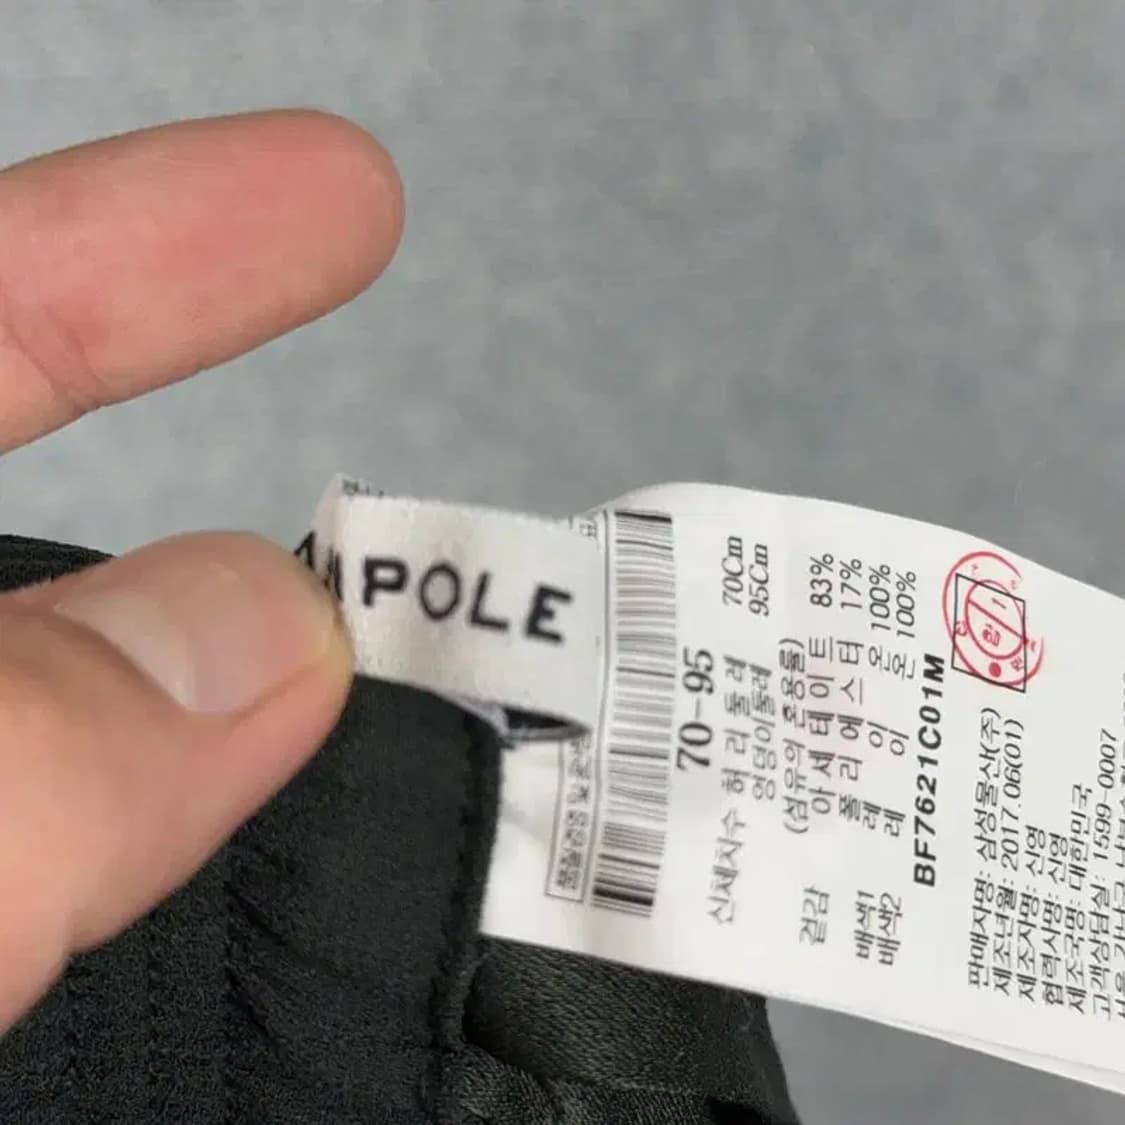 MPOLE
70-95
신체치수 허리둘레 70Cm
엉덩이둘레 95Cm
(섬유의 혼용율)
겉감 아세테이트 83%
폴리에스터 17%
배색1 레이온 100%
배색2 레이온 100%
BF7621C01M
판매자명: 삼성물산(주)
제조년월: 2017.06(01)
제조자명: 신영
협력사명: 신영
제조국명: 대한민국
고객상담실: 1599-0007